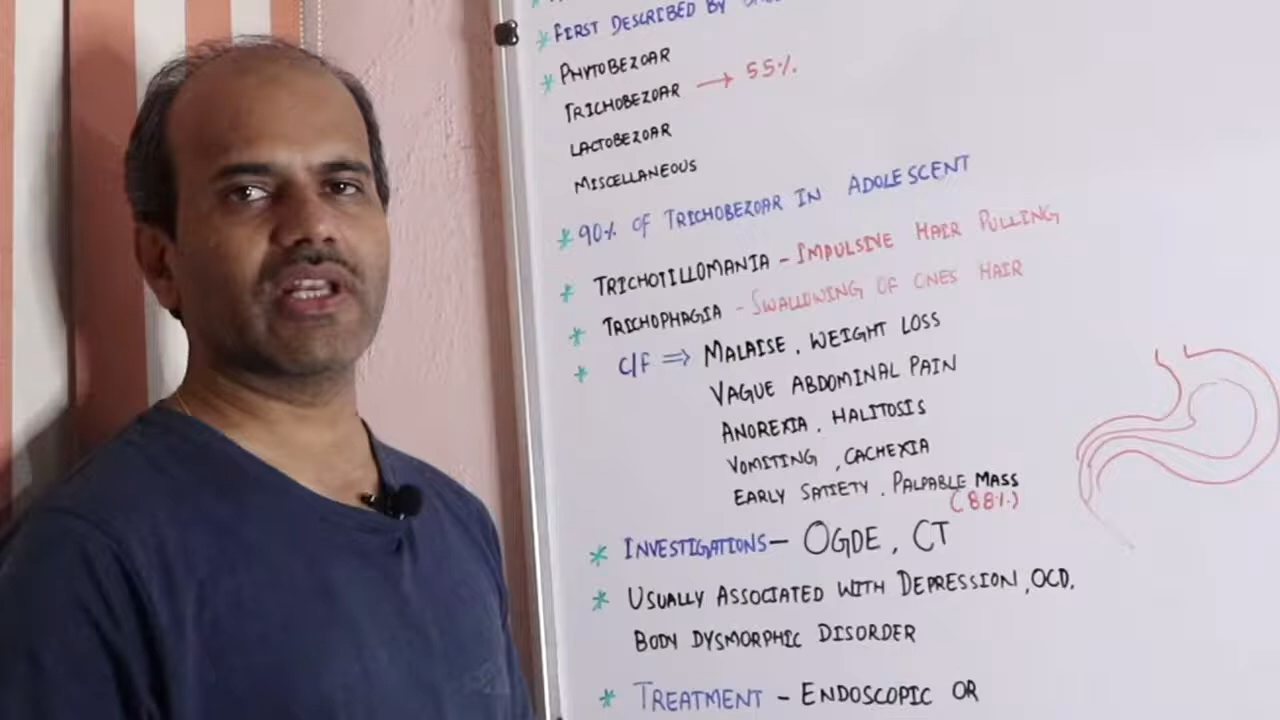 * FIRST DESCRIBED BY
* PHYTOBEZOAR
TRICHOBEZOAR → 55%
LACTOBEZOAR
MISCELLANEOUS
* 90% OF TRICHOBEZOAR IN ADOLESCENT
* TRICHOTILLOMANIA - IMPULSIVE HAIR PULLING
* TRICHOPHAGIA - SWALLOWING OF ONES HAIR
* C/F ⇒ MALAISE, WEIGHT LOSS
VAGUE ABDOMINAL PAIN
ANOREXIA, HALITOSIS
VOMITING, CACHEXIA
EARLY SATIETY, PALPABLE MASS
(88%)
* INVESTIGATIONS - OGDE, CT
* USUALLY ASSOCIATED WITH DEPRESSION, OCD,
BODY DYSMORPHIC DISORDER
* TREATMENT - ENDOSCOPIC OR